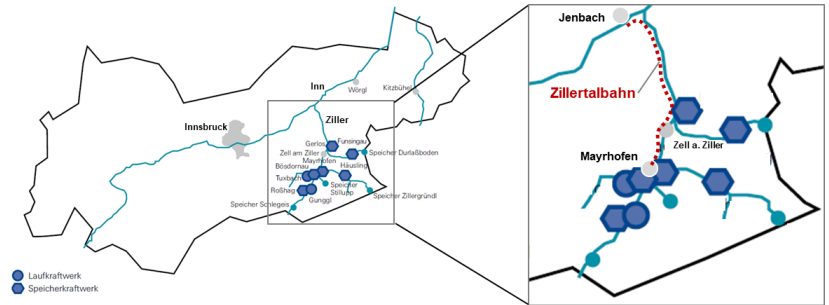 Inn
Wörgl
Kitzbühel
Innsbruck
Ziller
Gerlos
Funsingau
Zell am Ziller
Speicher Durlaßboden
Mayrhofen
Häusling
Bösdornau
Tuxbach
Roßhag
Speicher
Stillupp
Gunggl
Speicher Zillergründl
Speicher Schlegeis
Laufkraftwerk
Speicherkraftwerk
Jenbach
Zillertalbahn
Zell a. Ziller
Mayrhofen